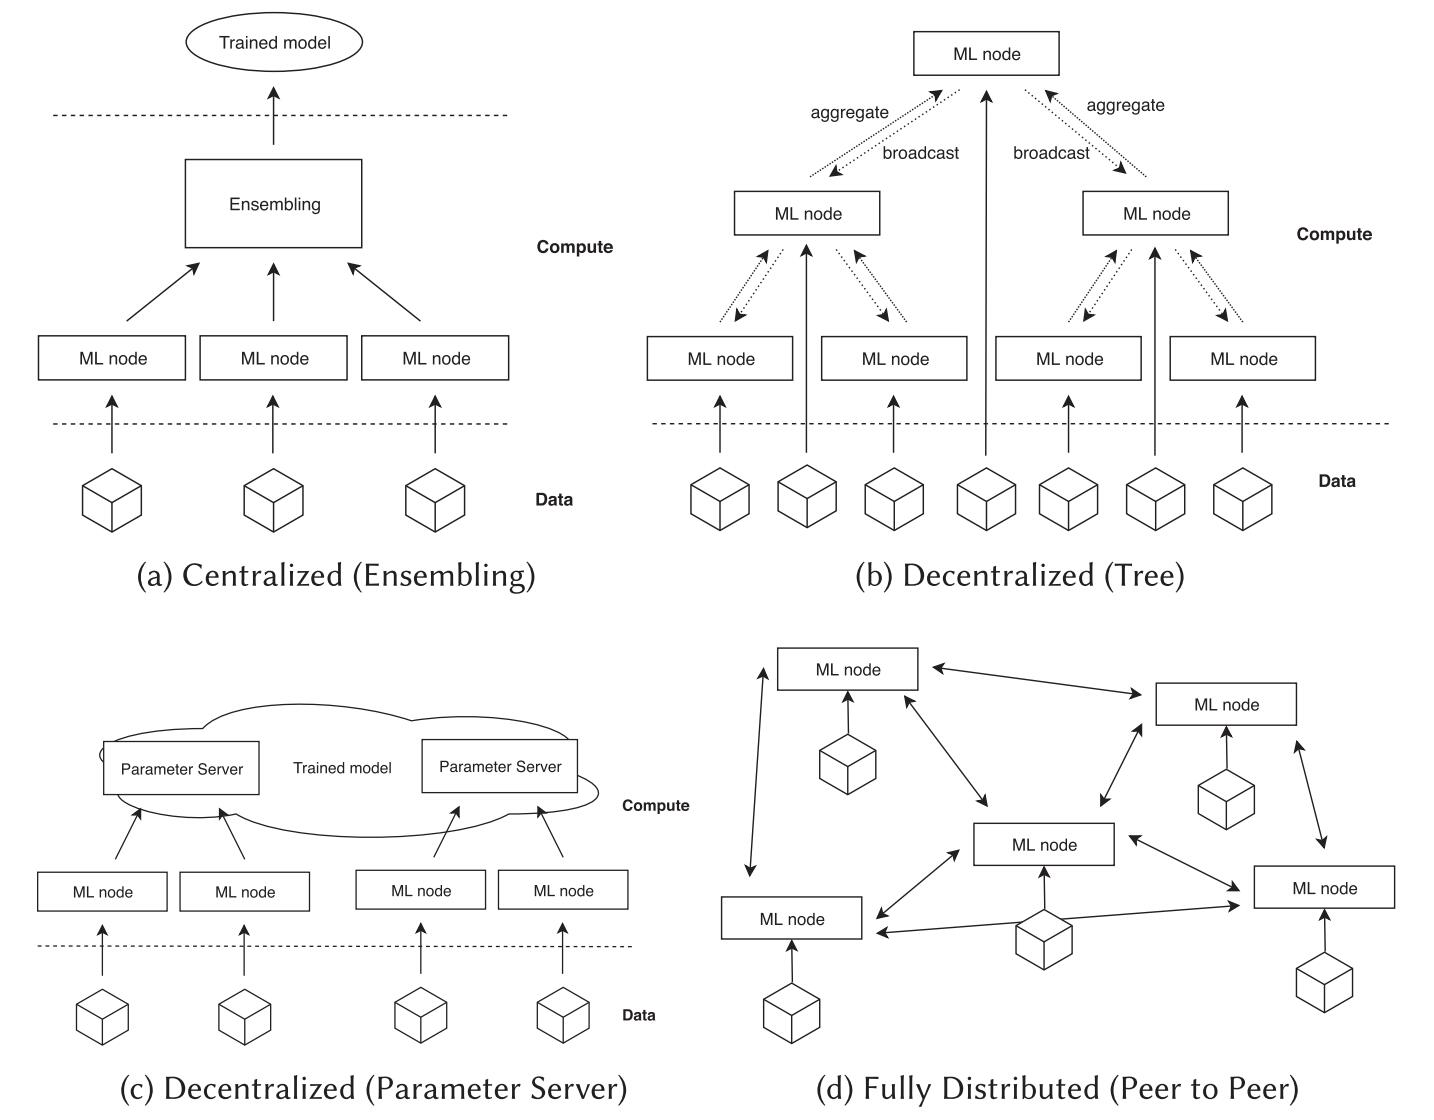 Trained model
Ensembling
Compute
ML node
ML node
ML node
Data
(a) Centralized (Ensembling)
ML node
aggregate
aggregate
broadcast
broadcast
ML node
ML node
Compute
ML node
ML node
ML node
ML node
Data
(b) Decentralized (Tree)
Parameter Server
Trained model
Parameter Server
Compute
ML node
ML node
ML node
ML node
Data
(c) Decentralized (Parameter Server)
ML node
ML node
ML node
ML node
ML node
(d) Fully Distributed (Peer to Peer)